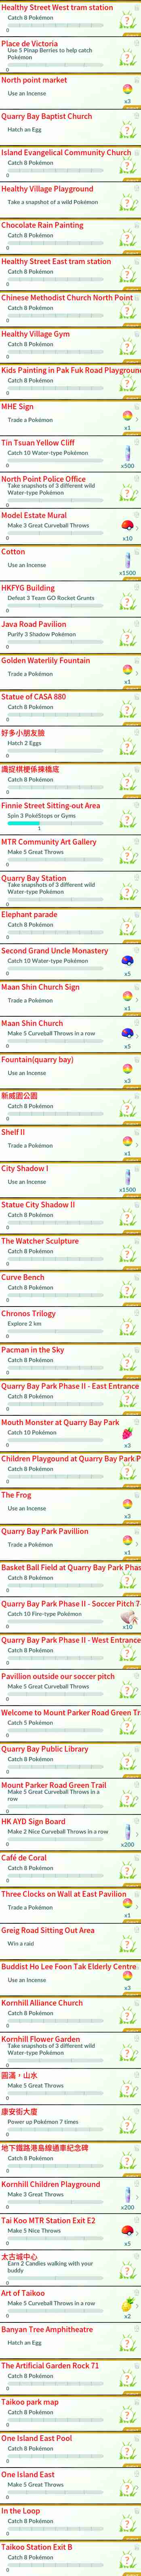 Healthy Street West tram station
Catch 8 Pokémon
0
Place de Victoria
Use 5 Pinap Berries to help catch
Pokémon
0
North point market
Use an Incense
x3
Quarry Bay Baptist Church
Hatch an Egg
Island Evangelical Community Church
Catch 8 Pokémon
0
Healthy Village Playground
Take a snapshot of a wild Pokémon
Chocolate Rain Painting
Catch 8 Pokémon
0
Healthy Street East tram station
Catch 8 Pokémon
0
Chinese Methodist Church North Point
Catch 8 Pokémon
0
Healthy Village Gym
Catch 8 Pokémon
0
Kids Painting in Pak Fuk Road Playgroun
Catch 8 Pokémon
0
MHE Sign
Trade a Pokémon
x1
Tin Tsuan Yellow Cliff
Catch 10 Water-type Pokémon
0
x500
North Point Police Office
Take snapshots of 3 different wild
Water-type Pokémon
0
Model Estate Mural
Make 3 Great Curveball Throws
0
x10
Cotton
Use an Incense
x1500
HKFYG Building
Defeat 3 Team GO Rocket Grunts
0
Java Road Pavilion
Purify 3 Shadow Pokémon
0
Golden Waterlily Fountain
Trade a Pokémon
x1
Statue of CASA 880
Catch 8 Pokémon
0
好多小朋友臉
Hatch 2 Eggs
0
Catch 8 Pokémon
0
Finnie Street Sitting-out Area
Spin 3 PokéStops or Gyms
1
MTR Community Art Gallery
Make 5 Great Throws
0
Quarry Bay Station
Take snapshots of 3 different wild
Water-type Pokémon
0
Elephant parade
Catch 8 Pokémon
0
Second Grand Uncle Monastery
Catch 10 Water-type Pokémon
0
x5
Maan Shin Church Sign
Trade a Pokémon
x1
Maan Shin Church
Make 5 Curveball Throws in a row
0
x5
Fountain(quarry bay)
Use an Incense
x3
新威園公園
Catch 8 Pokémon
0
Shelf II
Trade a Pokémon
x1
City Shadow I
Use an Incense
x1500
Statue City Shadow II
Catch 8 Pokémon
0
The Watcher Sculpture
Catch 8 Pokémon
0
Curve Bench
Catch 8 Pokémon
0
Chronos Trilogy
Explore 2 km
0
Pacman in the Sky
Catch 8 Pokémon
0
Quarry Bay Park Phase II - East Entrance
Catch 8 Pokémon
0
Mouth Monster at Quarry Bay Park
Catch 10 Pokémon
0
x3
Children Playgound at Quarry Bay Park P
Catch 8 Pokémon
0
The Frog
Use an Incense
x3
Quarry Bay Park Pavillion
Trade a Pokémon
x1
Basket Ball Field at Quarry Bay Park Phas
Catch 8 Pokémon
0
Quarry Bay Park Phase II - Soccer Pitch 7
Catch 10 Fire-type Pokémon
0
x10
Quarry Bay Park Phase II - West Entrance
Catch 8 Pokémon
0
Pavillion outside our soccer pitch
Make 5 Great Curveball Throws
0
Welcome to Mount Parker Road Green Tr
Catch 5 Pokémon
0
Quarry Bay Public Library
Catch 8 Pokémon
0
Mount Parker Road Green Trail
Make 5 Great Curveball Throws in a
row
0
HK AYD Sign Board
Make 2 Nice Curveball Throws in a row
0
x200
Café de Coral
Catch 8 Pokémon
0
Three Clocks on Wall at East Pavilion
Trade a Pokémon
x1
Greig Road Sitting Out Area
Win a raid
Buddist Ho Lee Foon Tak Elderly Centre
Use an Incense
x3
Kornhill Alliance Church
Catch 8 Pokémon
0
Kornhill Flower Garden
Take snapshots of 3 different wild
Water-type Pokémon
0
圓滿，山水
Make 5 Great Throws
0
康安街大廈
Power up Pokémon 7 times
0
地下鐵路港島線通車紀念碑
Catch 8 Pokémon
0
Kornhill Children Playground
Make 3 Great Throws
0
x200
Tai Koo MTR Station Exit E2
Make 5 Nice Throws
0
x5
太古城中心
Earn 2 Candies walking with your
buddy
0
Art of Taikoo
Make 5 Curveball Throws in a row
0
x2
Banyan Tree Amphitheatre
Hatch an Egg
The Artificial Garden Rock 71
Catch 8 Pokémon
0
Taikoo park map
Catch 8 Pokémon
0
One Island East Pool
Catch 8 Pokémon
0
One Island East
Make 5 Great Throws
0
In the Loop
Catch 8 Pokémon
0
Taikoo Station Exit B
Catch 8 Pokémon
0